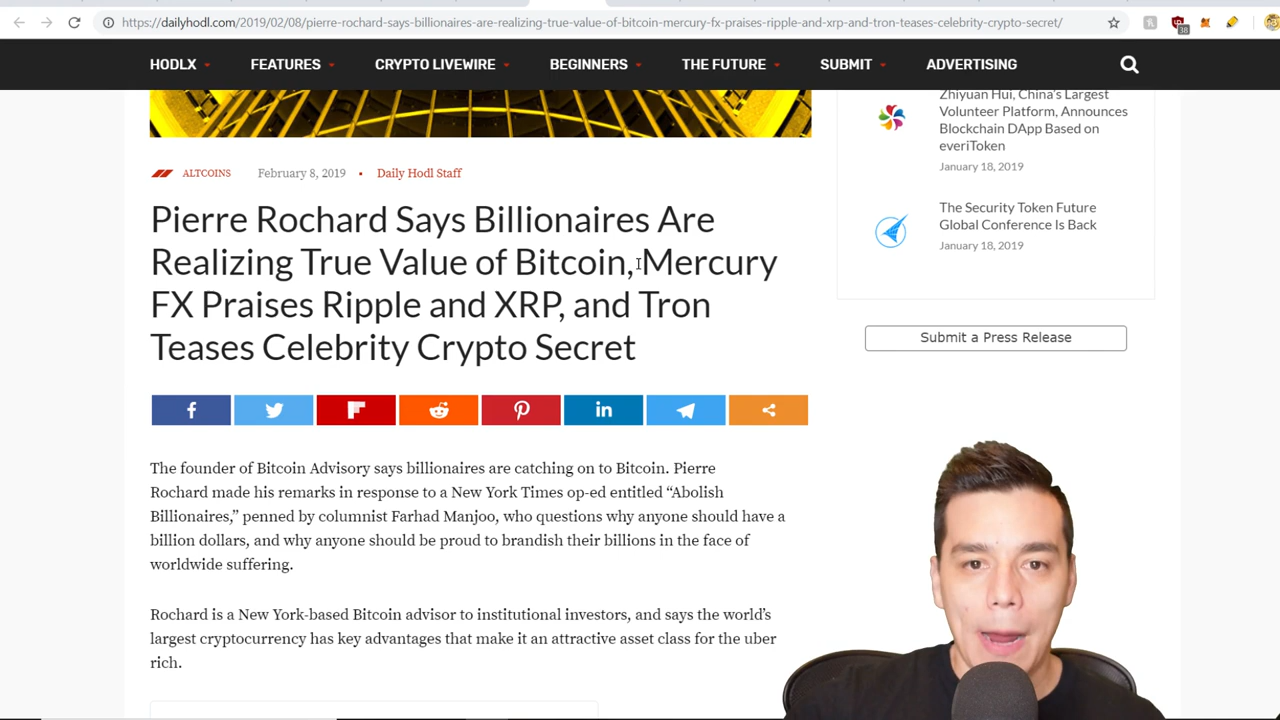 https://dailyhodl.com/2019/02/08/pierre-rochard-says-billionaires-are-realizing-true-value-of-bitcoin-mercury-fx-praises-ripple-and-xrp-and-tron-teases-celebrity-crypto-secret/
38
HODLX
FEATURES
CRYPTO LIVEWIRE
BEGINNERS
THE FUTURE
SUBMIT
ADVERTISING
ALTCOINS February 8, 2019 • Daily Hodl Staff
Pierre Rochard Says Billionaires Are
Realizing True Value of Bitcoin, Mercury
FX Praises Ripple and XRP, and Tron
Teases Celebrity Crypto Secret
The founder of Bitcoin Advisory says billionaires are catching on to Bitcoin. Pierre
Rochard made his remarks in response to a New York Times op-ed entitled “Abolish
Billionaires,” penned by columnist Farhad Manjoo, who questions why anyone should have a
billion dollars, and why anyone should be proud to brandish their billions in the face of
worldwide suffering.
Rochard is a New York-based Bitcoin advisor to institutional investors, and says the world’s
largest cryptocurrency has key advantages that make it an attractive asset class for the uber
rich.
Zhiyuan Hui, China’s Largest
Volunteer Platform, Announces
Blockchain DApp Based on
everiToken
January 18, 2019
The Security Token Future
Global Conference Is Back
January 18, 2019
Submit a Press Release